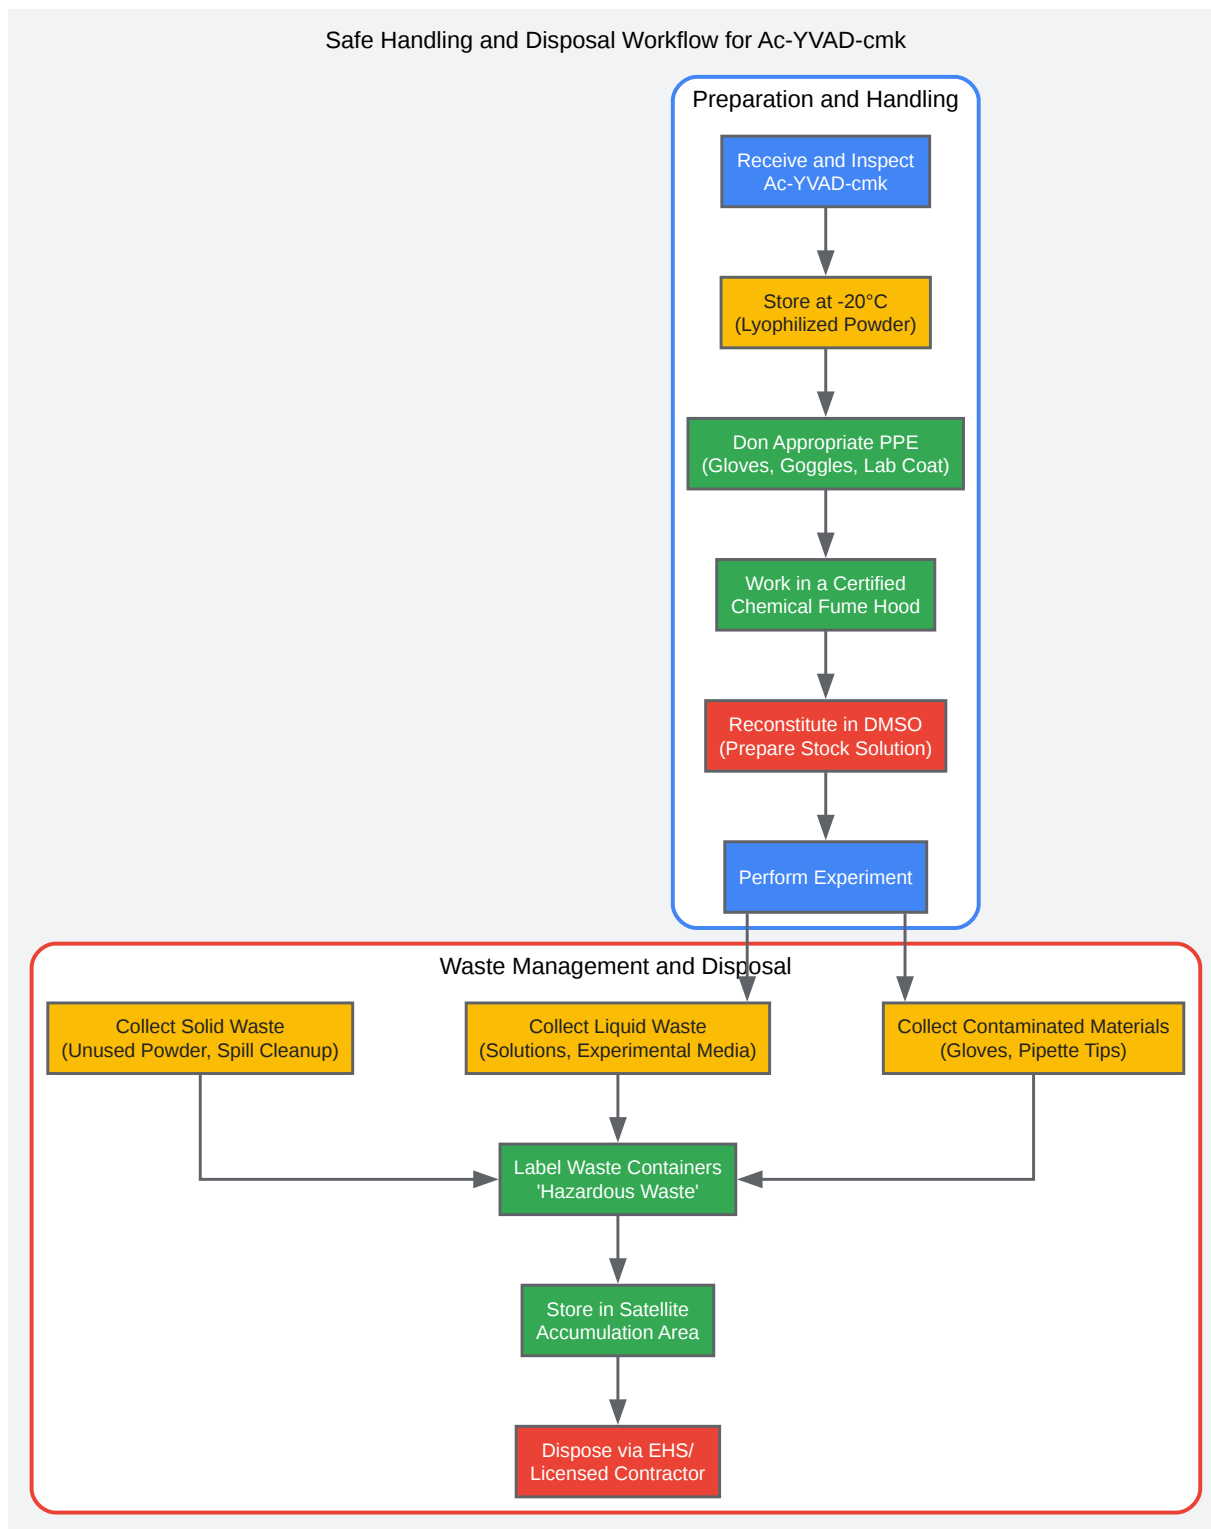 Safe Handling and Disposal Workflow for Ac-YVAD-cmk
Preparation and Handling
Receive and Inspect
Ac-YVAD-cmk
Store at -20°C
(Lyophilized Powder)
Don Appropriate PPE
(Gloves, Goggles, Lab Coat)
Work in a Certified
Chemical Fume Hood
Reconstitute in DMSO
(Prepare Stock Solution)
Perform Experiment
Waste Management and Disposal
Collect Solid Waste
(Unused Powder, Spill Cleanup)
Collect Liquid Waste
(Solutions, Experimental Media)
Collect Contaminated Materials
(Gloves, Pipette Tips)
Label Waste Containers
'Hazardous Waste'
Store in Satellite
Accumulation Area
Dispose via EHS/
Licensed Contractor